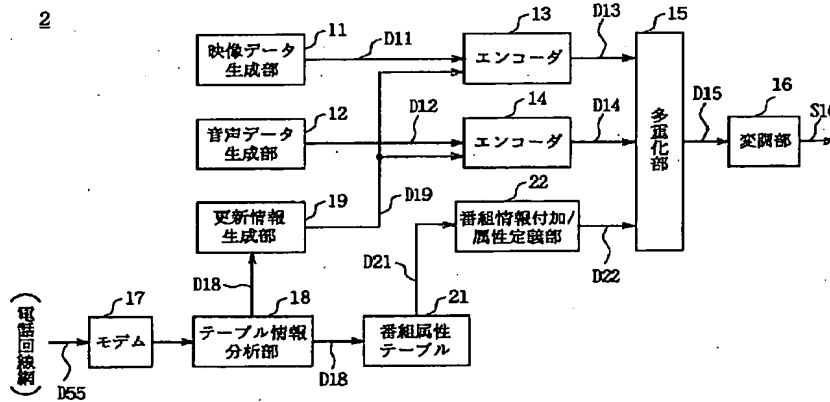 2
11
映像データ
生成部
D11
13
エンコーダ
D13
15
多重化部
D15
16
変調部
S16
12
音声データ
生成部
D12
14
エンコーダ
D14
19
更新情報
生成部
D19
22
番組情報付加/
属性定義部
D22
D21
D18
(電話回線網)
D55
17
モデム
18
テーブル情報
分析部
D18
21
番組属性
テーブル